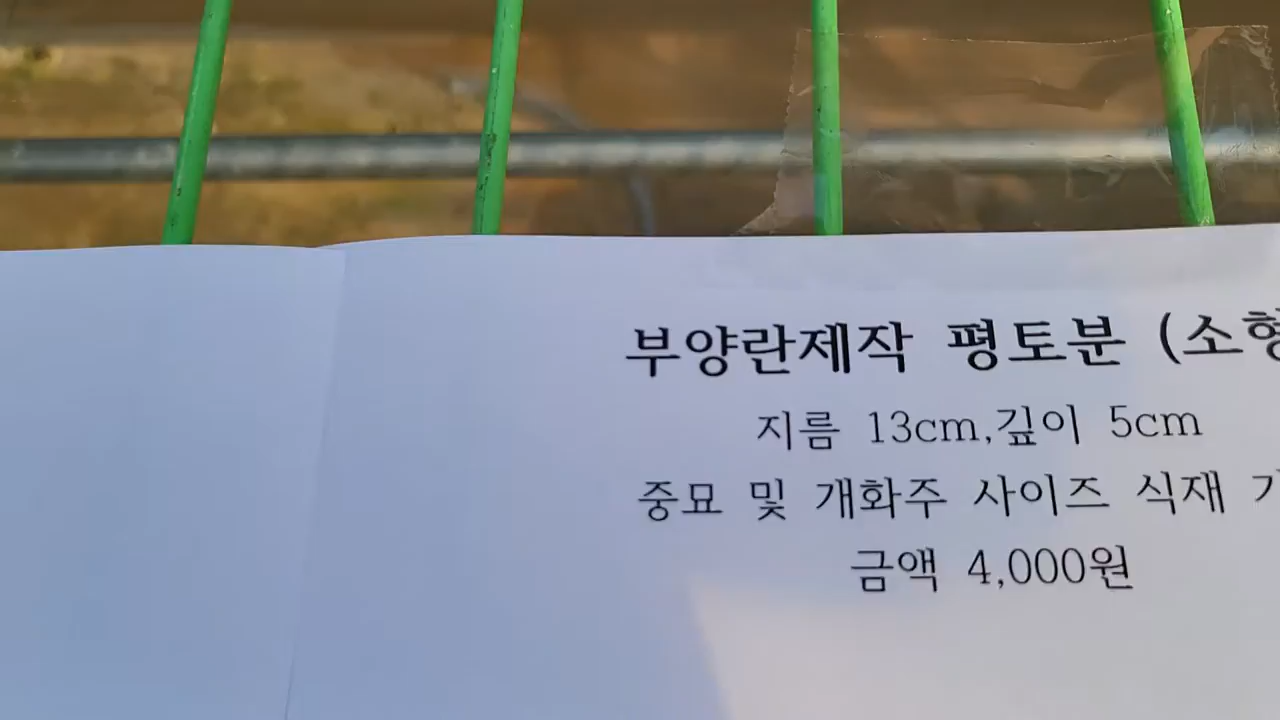 부양란제작 평토분 (소형
지름 13cm,깊이 5cm
중묘 및 개화주 사이즈 식재
금액 4,000원